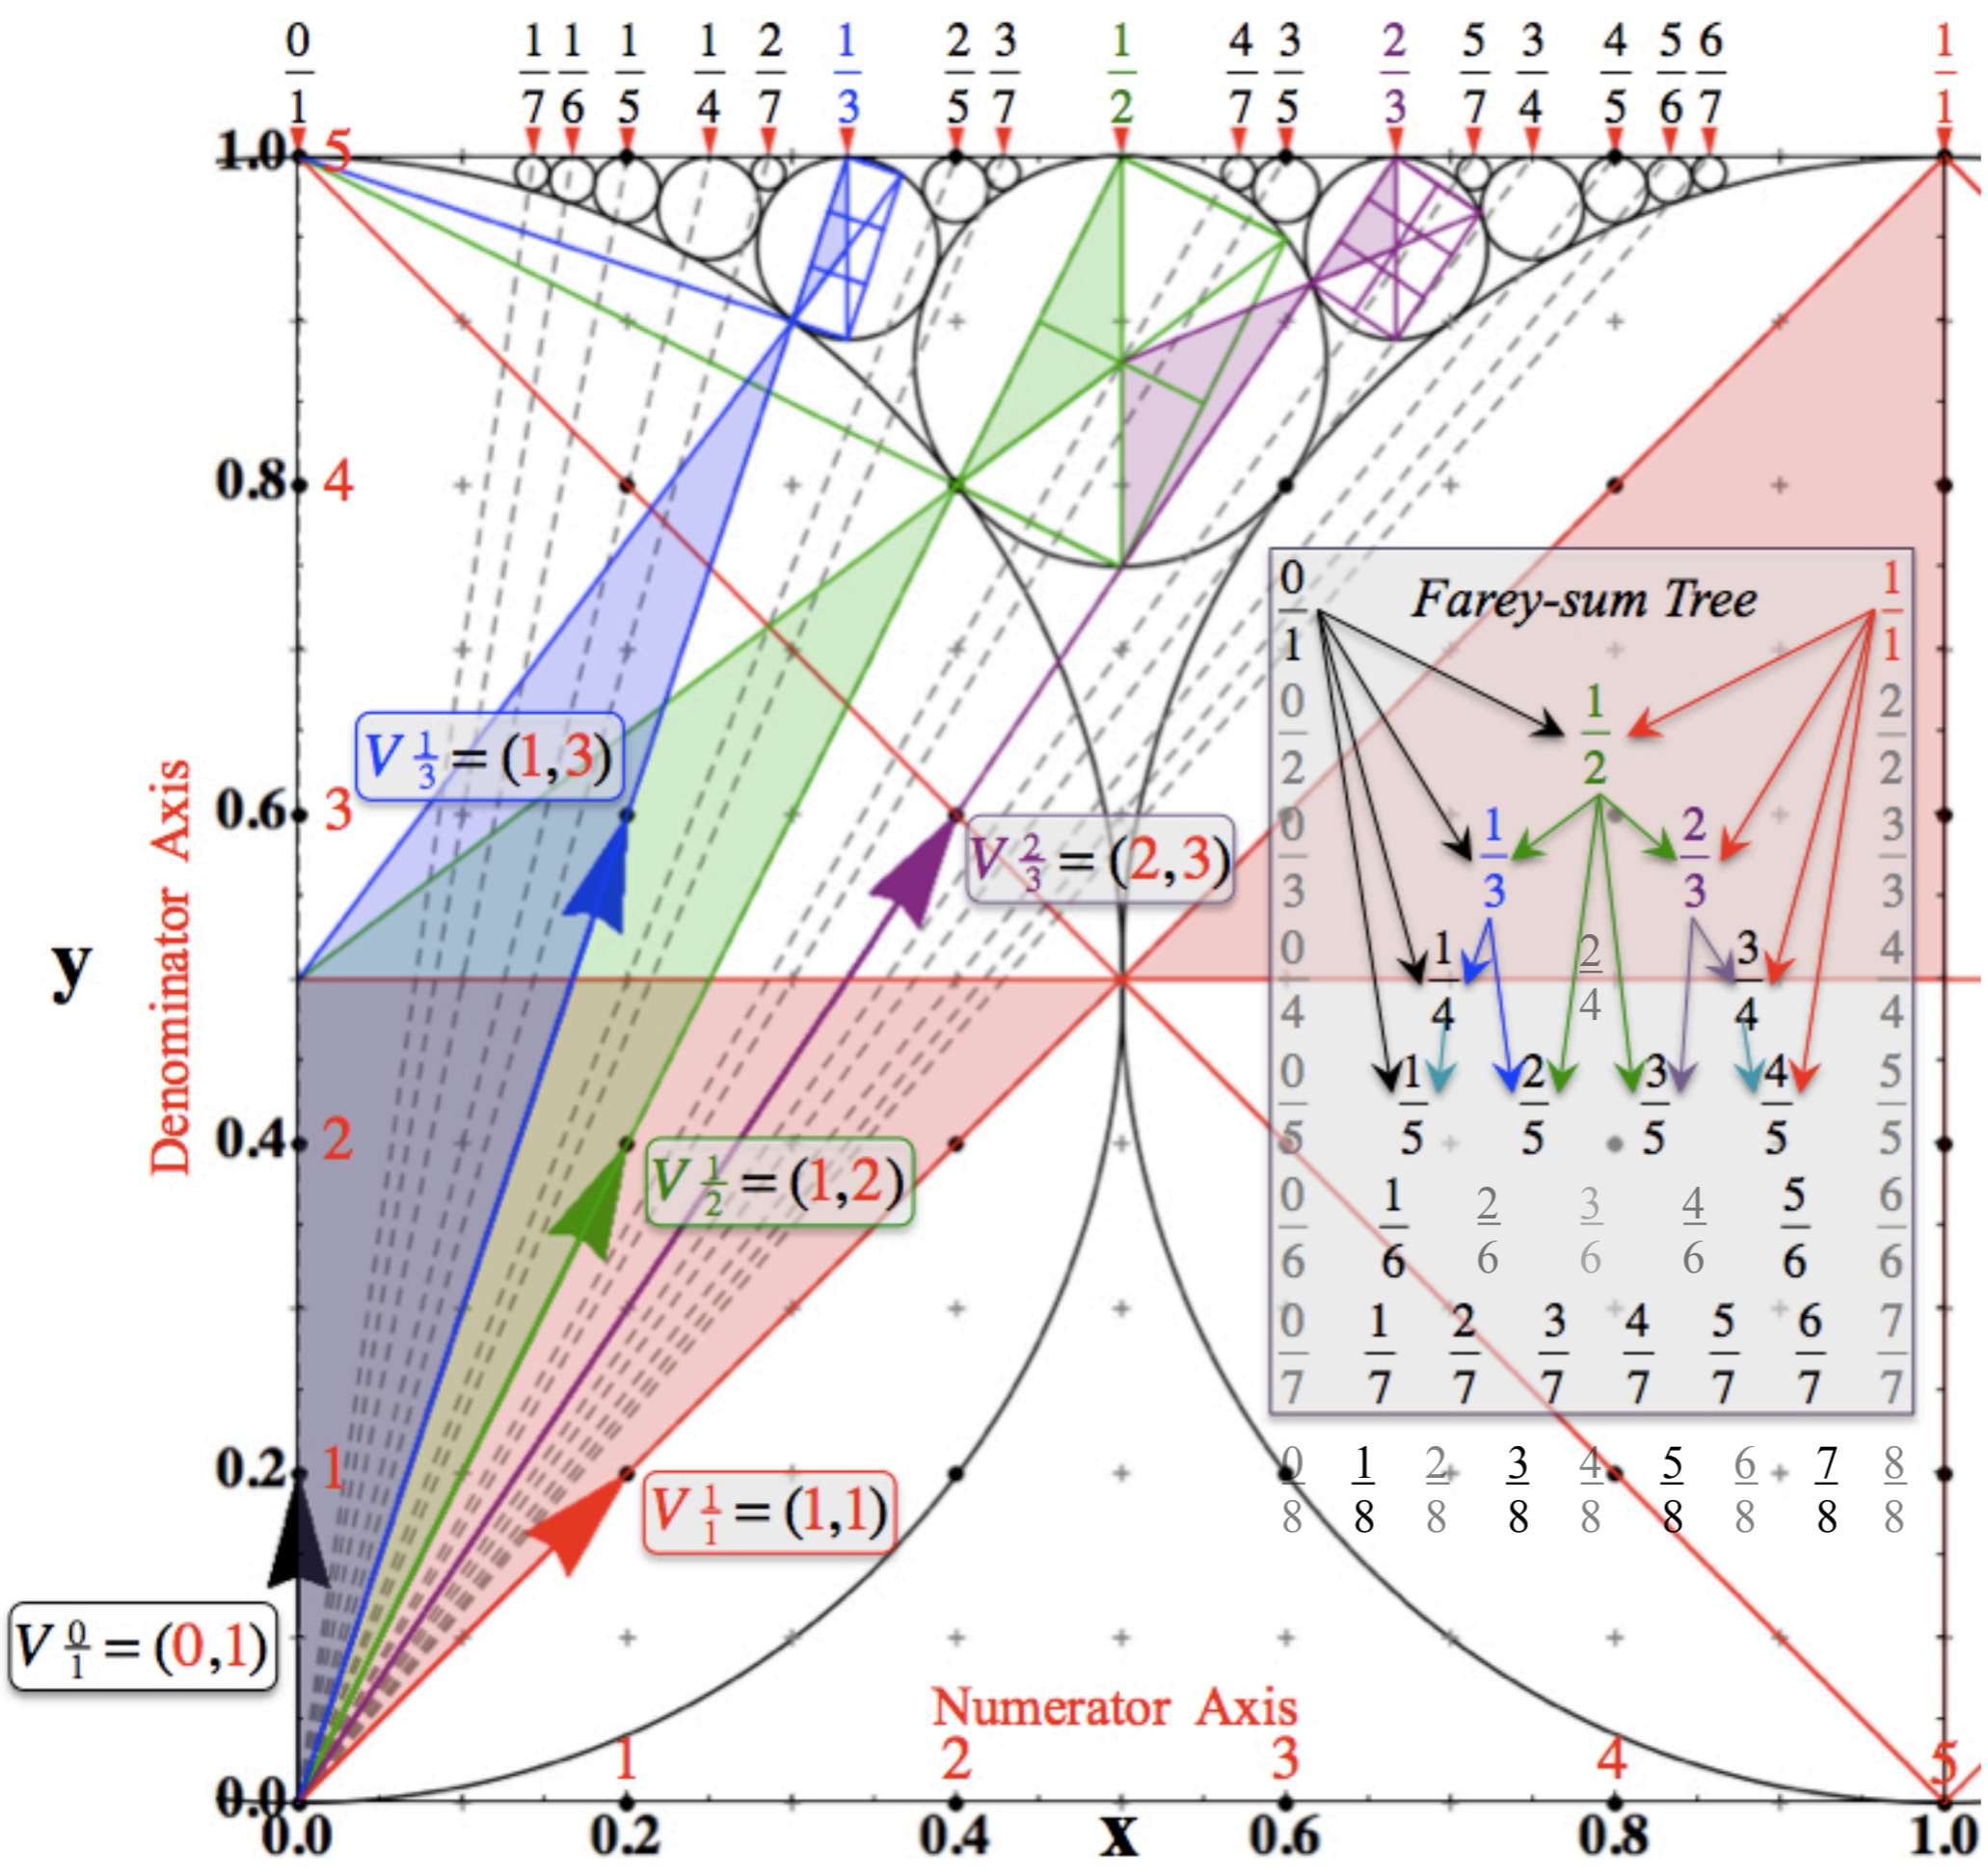 0/1 1/7 1/6 1/5 1/4 2/7 1/3 2/5 3/7 1/2 4/7 3/5 2/3 5/7 3/4 4/5 5/6 6/7 1/1
1.0 5
0.8 4
0.6 3
0.4 2
0.2 1
0.0
y
Denominator Axis
V 1/3 = (1,3)
V 2/3 = (2,3)
V 1/2 = (1,2)
V 1/1 = (1,1)
V 0/1 = (0,1)
Farey-sum Tree
0/1 1/1
0/2 1/2 2/2
0/3 1/3 2/3 3/3
0/4 1/4 2/4 3/4 4/4
0/5 1/5 2/5 3/5 4/5 5/5
0/6 1/6 2/6 3/6 4/6 5/6 6/6
0/7 1/7 2/7 3/7 4/7 5/7 6/7 7/7
0/8 1/8 2/8 3/8 4/8 5/8 6/8 7/8 8/8
Numerator Axis
1 2 3 4 5
0.0 0.2 0.4 x 0.6 0.8 1.0